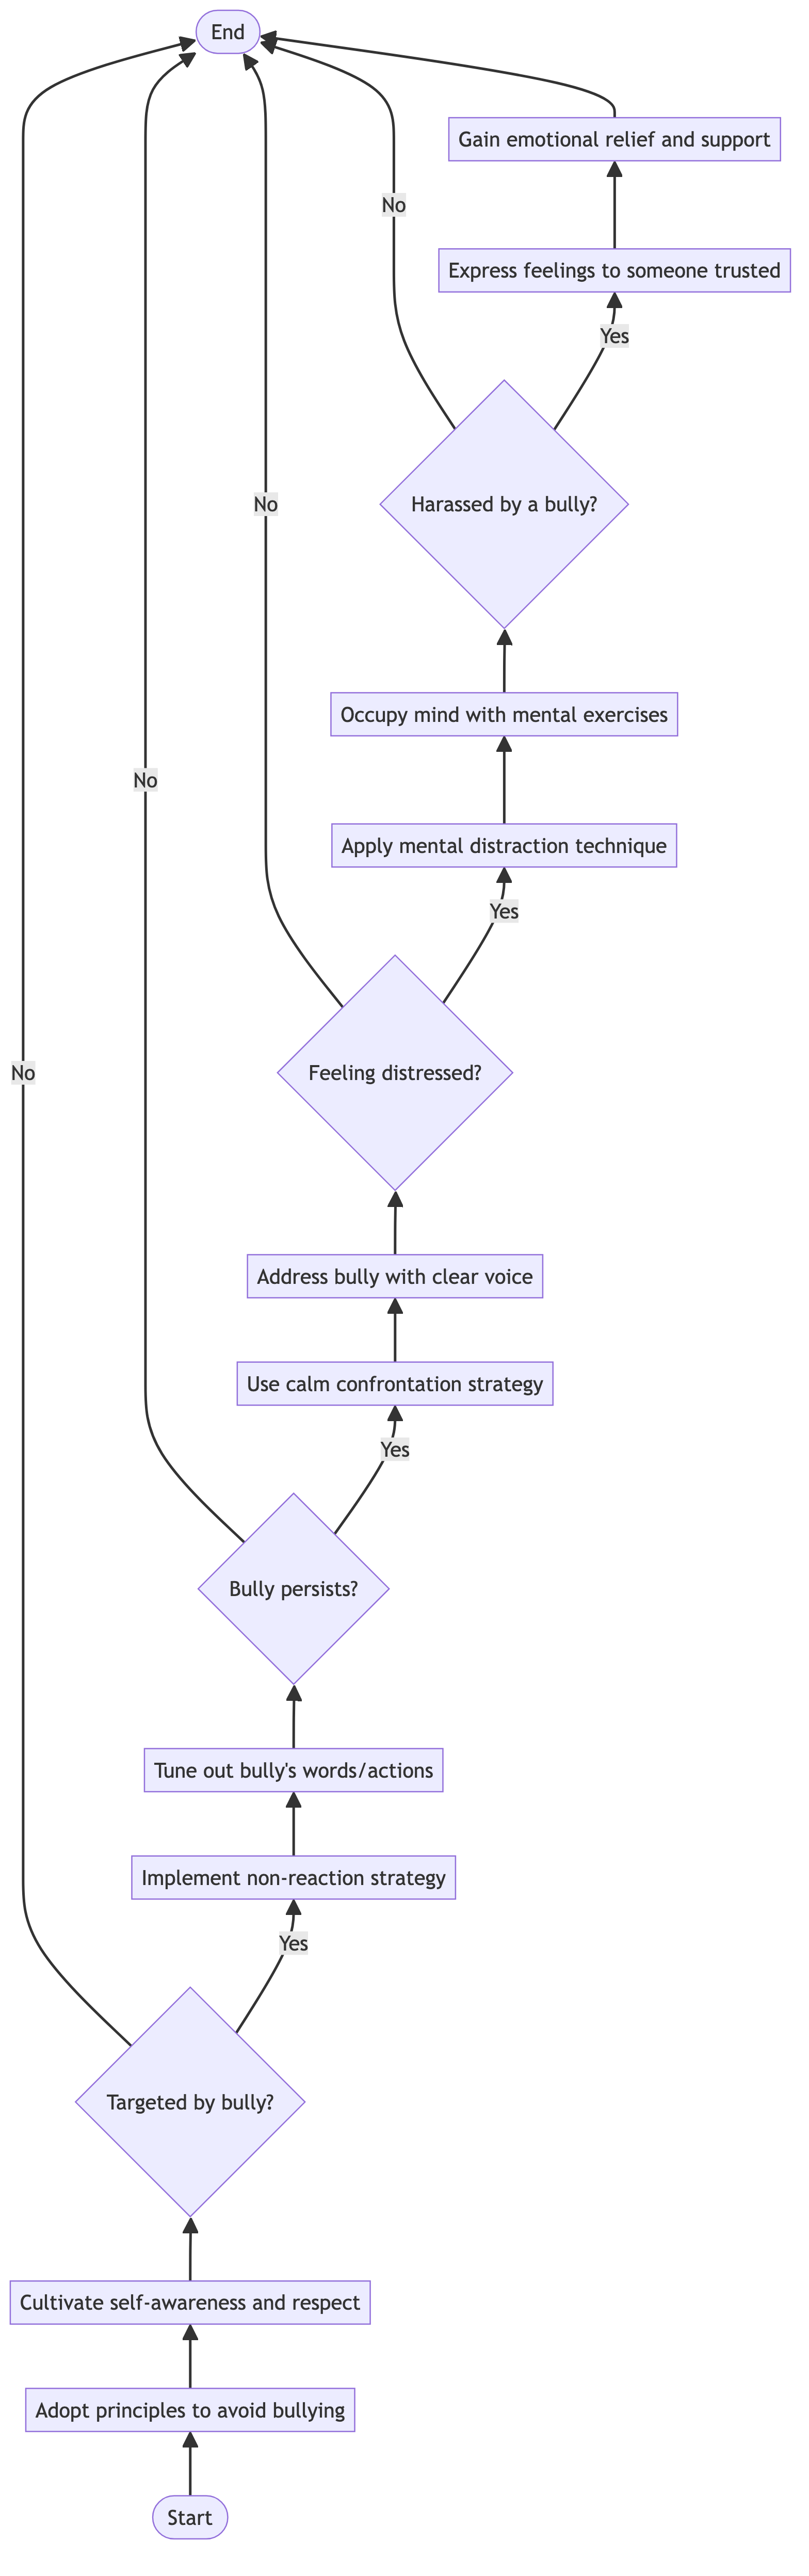 End
Gain emotional relief and support
No
Express feelings to someone trusted
Yes
Harassed by a bully?
No
Occupy mind with mental exercises
No
Apply mental distraction technique
Yes
Feeling distressed?
No
Address bully with clear voice
Use calm confrontation strategy
Yes
Bully persists?
Tune out bully's words/actions
Implement non-reaction strategy
Yes
Targeted by bully?
Cultivate self-awareness and respect
Adopt principles to avoid bullying
Start